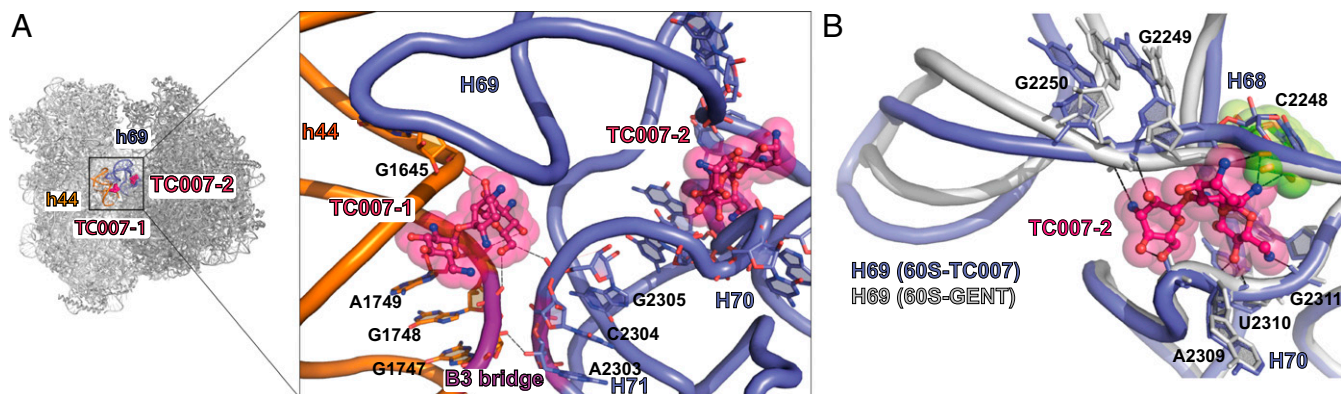 A
h69
TC007-2
h44
TC007-1
H69
TC007-2
h44
G1645
TC007-1
A1749
G1748
G1747
B3 bridge
G2305
C2304
A2303
H70
H71
B
G2249
G2250
H68
C2248
TC007-2
H69 (60S-TC007)
H69 (60S-GENT)
G2311
U2310
A2309
H70